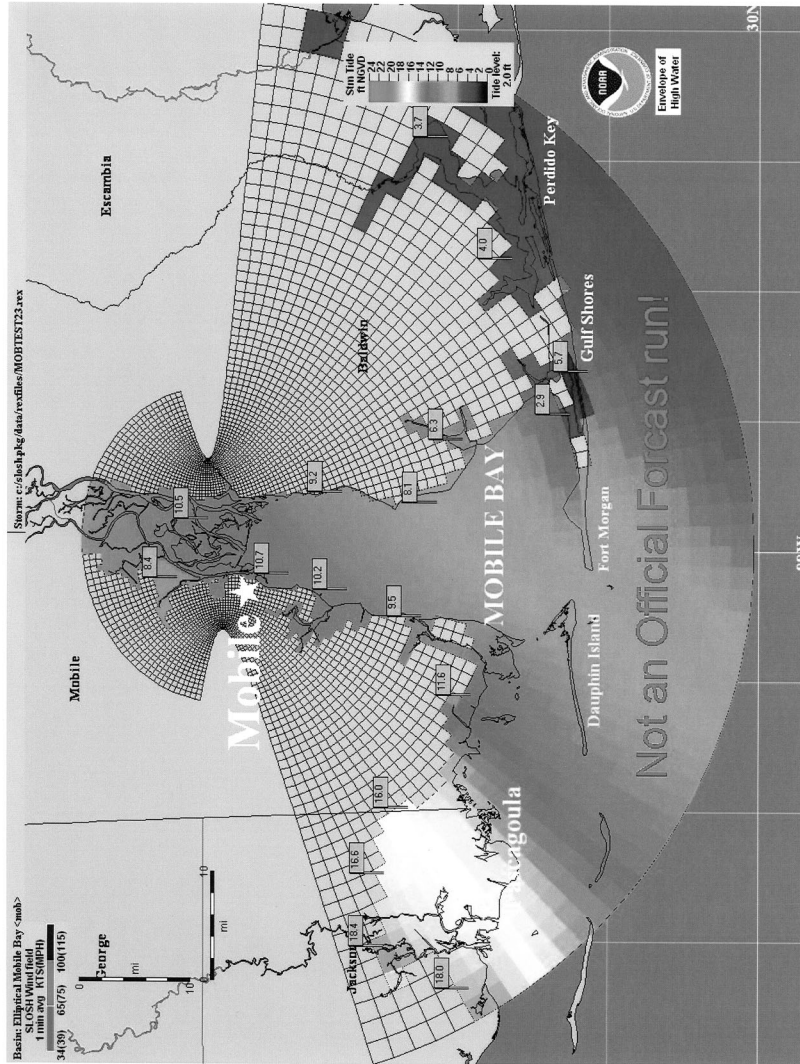 Storm: c:/slosh.pkg/data/rexfiles/MOBTEST23.rex
Basin: Elliptical Mobile Bay <mob>
SLOSH Wind field
1 min avg KTS(MPH)
34(39) 65(75) 100(115)
0
10
mi
0
10
mi
George
Mobile
Escambia
Stm Tide
ft NGVD
24
22
20
18
16
14
12
10
8
6
4
2
0
Tide level:
2.0 ft
Jackson
Baldwin
8.4
10.5
Mobile
10.7
10.2
9.2
9.5
8.1
6.3
3.7
4.0
2.9
5.7
18.4
18.0
16.6
16.0
11.6
MOBILE BAY
Perdido Key
Gulf Shores
Fort Morgan
Dauphin Island
Not an Official Forcast run!
NOAA
Envelope of
High Water
30N